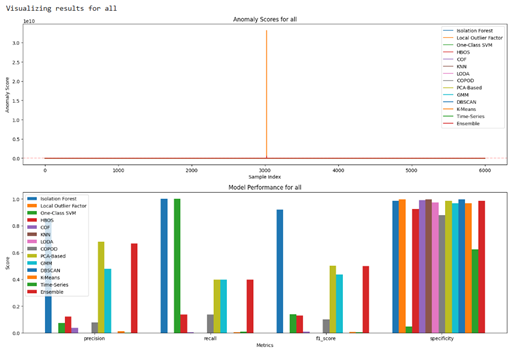 Visualizing results for all
Anomaly Scores for all
1e10
3.0
2.5
2.0
1.5
1.0
0.5
0.0
Anomaly Score
Isolation Forest
Local Outlier Factor
One-Class SVM
HBOS
COF
KNN
LODA
COPOD
PCA-Based
GMM
DBSCAN
K-Means
Time-Series
Ensemble
0 1000 2000 3000 4000 5000 6000
Sample Index
Model Performance for all
1.0
0.8
0.6
0.4
0.2
0.0
Score
Isolation Forest
Local Outlier Factor
One-Class SVM
HBOS
COF
KNN
LODA
COPOD
PCA-Based
GMM
DBSCAN
K-Means
Time-Series
Ensemble
precision recall f1_score specificity
Metrics